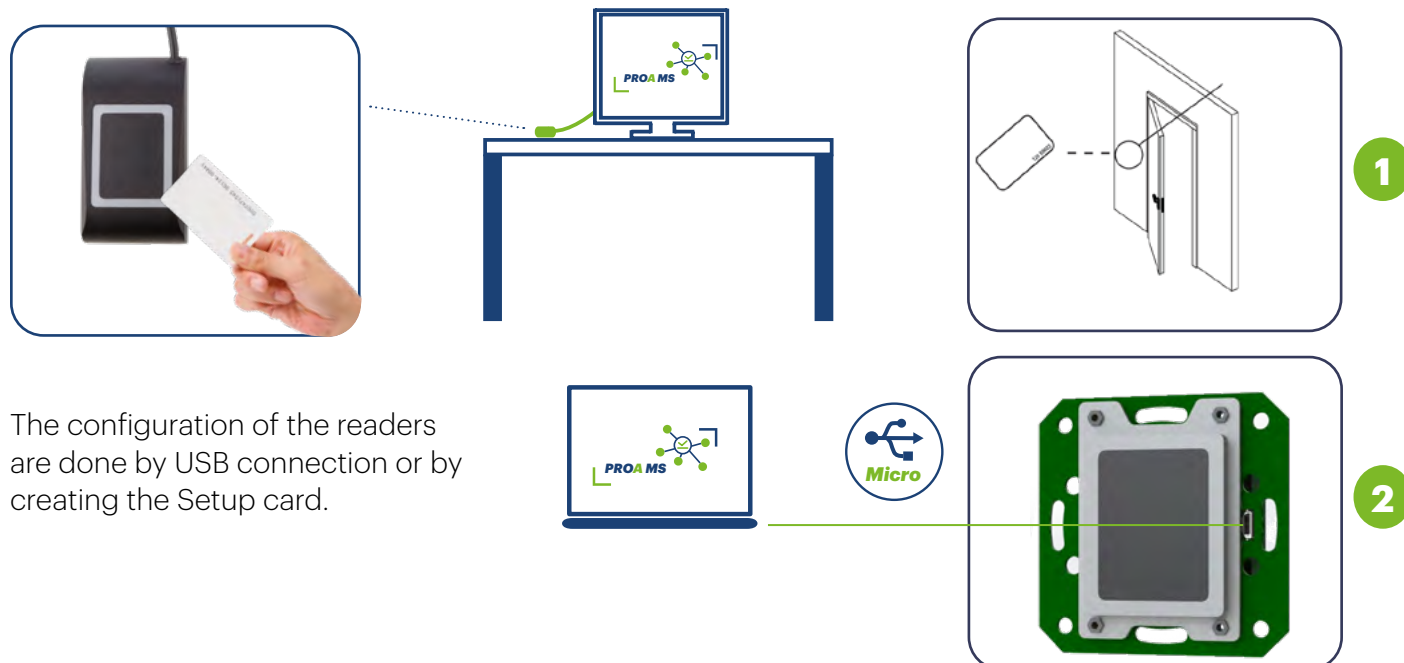 PROA MS
1
The configuration of the readers
are done by USB connection or by
creating the Setup card.
PROA MS
Micro
2